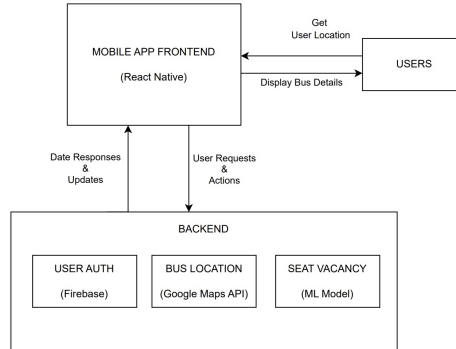 MOBILE APP FRONTEND
(React Native)
Get
User Location
USERS
Display Bus Details
Date Responses
&
Updates
User Requests
&
Actions
BACKEND
USER AUTH
(Firebase)
BUS LOCATION
(Google Maps API)
SEAT VACANCY
(ML Model)